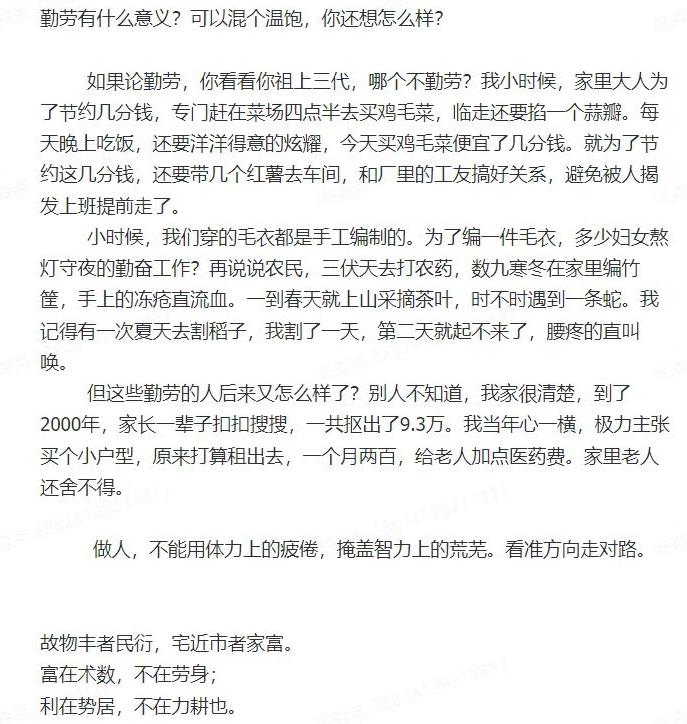 勤劳有什么意义？可以混个温饱，你还想怎么样？
如果论勤劳，你看看你祖上三代，哪个不勤劳？我小时候，家里大人为
了节约几分钱，专门赶在菜场四点半去买鸡毛菜，临走还要掐一个蒜瓣。每
天晚上吃饭，还要洋洋得意的炫耀，今天买鸡毛菜便宜了几分钱。就为了节
约这几分钱，还要带几个红薯去车间，和厂里的工友搞好关系，避免被人揭
发上班提前走了。
小时候，我们穿的毛衣都是手工编制的。为了编一件毛衣，多少妇女熬
灯守夜的勤奋工作？再说说农民，三伏天去打农药，数九寒冬在家里编竹
筐，手上的冻疮直流血。一到春天就上山采摘茶叶，时不时遇到一条蛇。我
记得有一次夏天去割稻子，我割了一天，第二天就起不来了，腰疼的直叫
唤。
但这些勤劳的人后来又怎么样了？别人不知道，我家很清楚，到了
2000年，家长一辈子扣扣搜搜，一共抠出了9.3万。我当年心一横，极力主张
买个小户型，原来打算租出去，一个月两百，给老人加点医药费。家里老人
还舍不得。
做人，不能用体力上的疲倦，掩盖智力上的荒芜。看准方向走对路。
故物丰者民衍，宅近市者家富。
富在术数，不在劳身；
利在势居，不在力耕也。